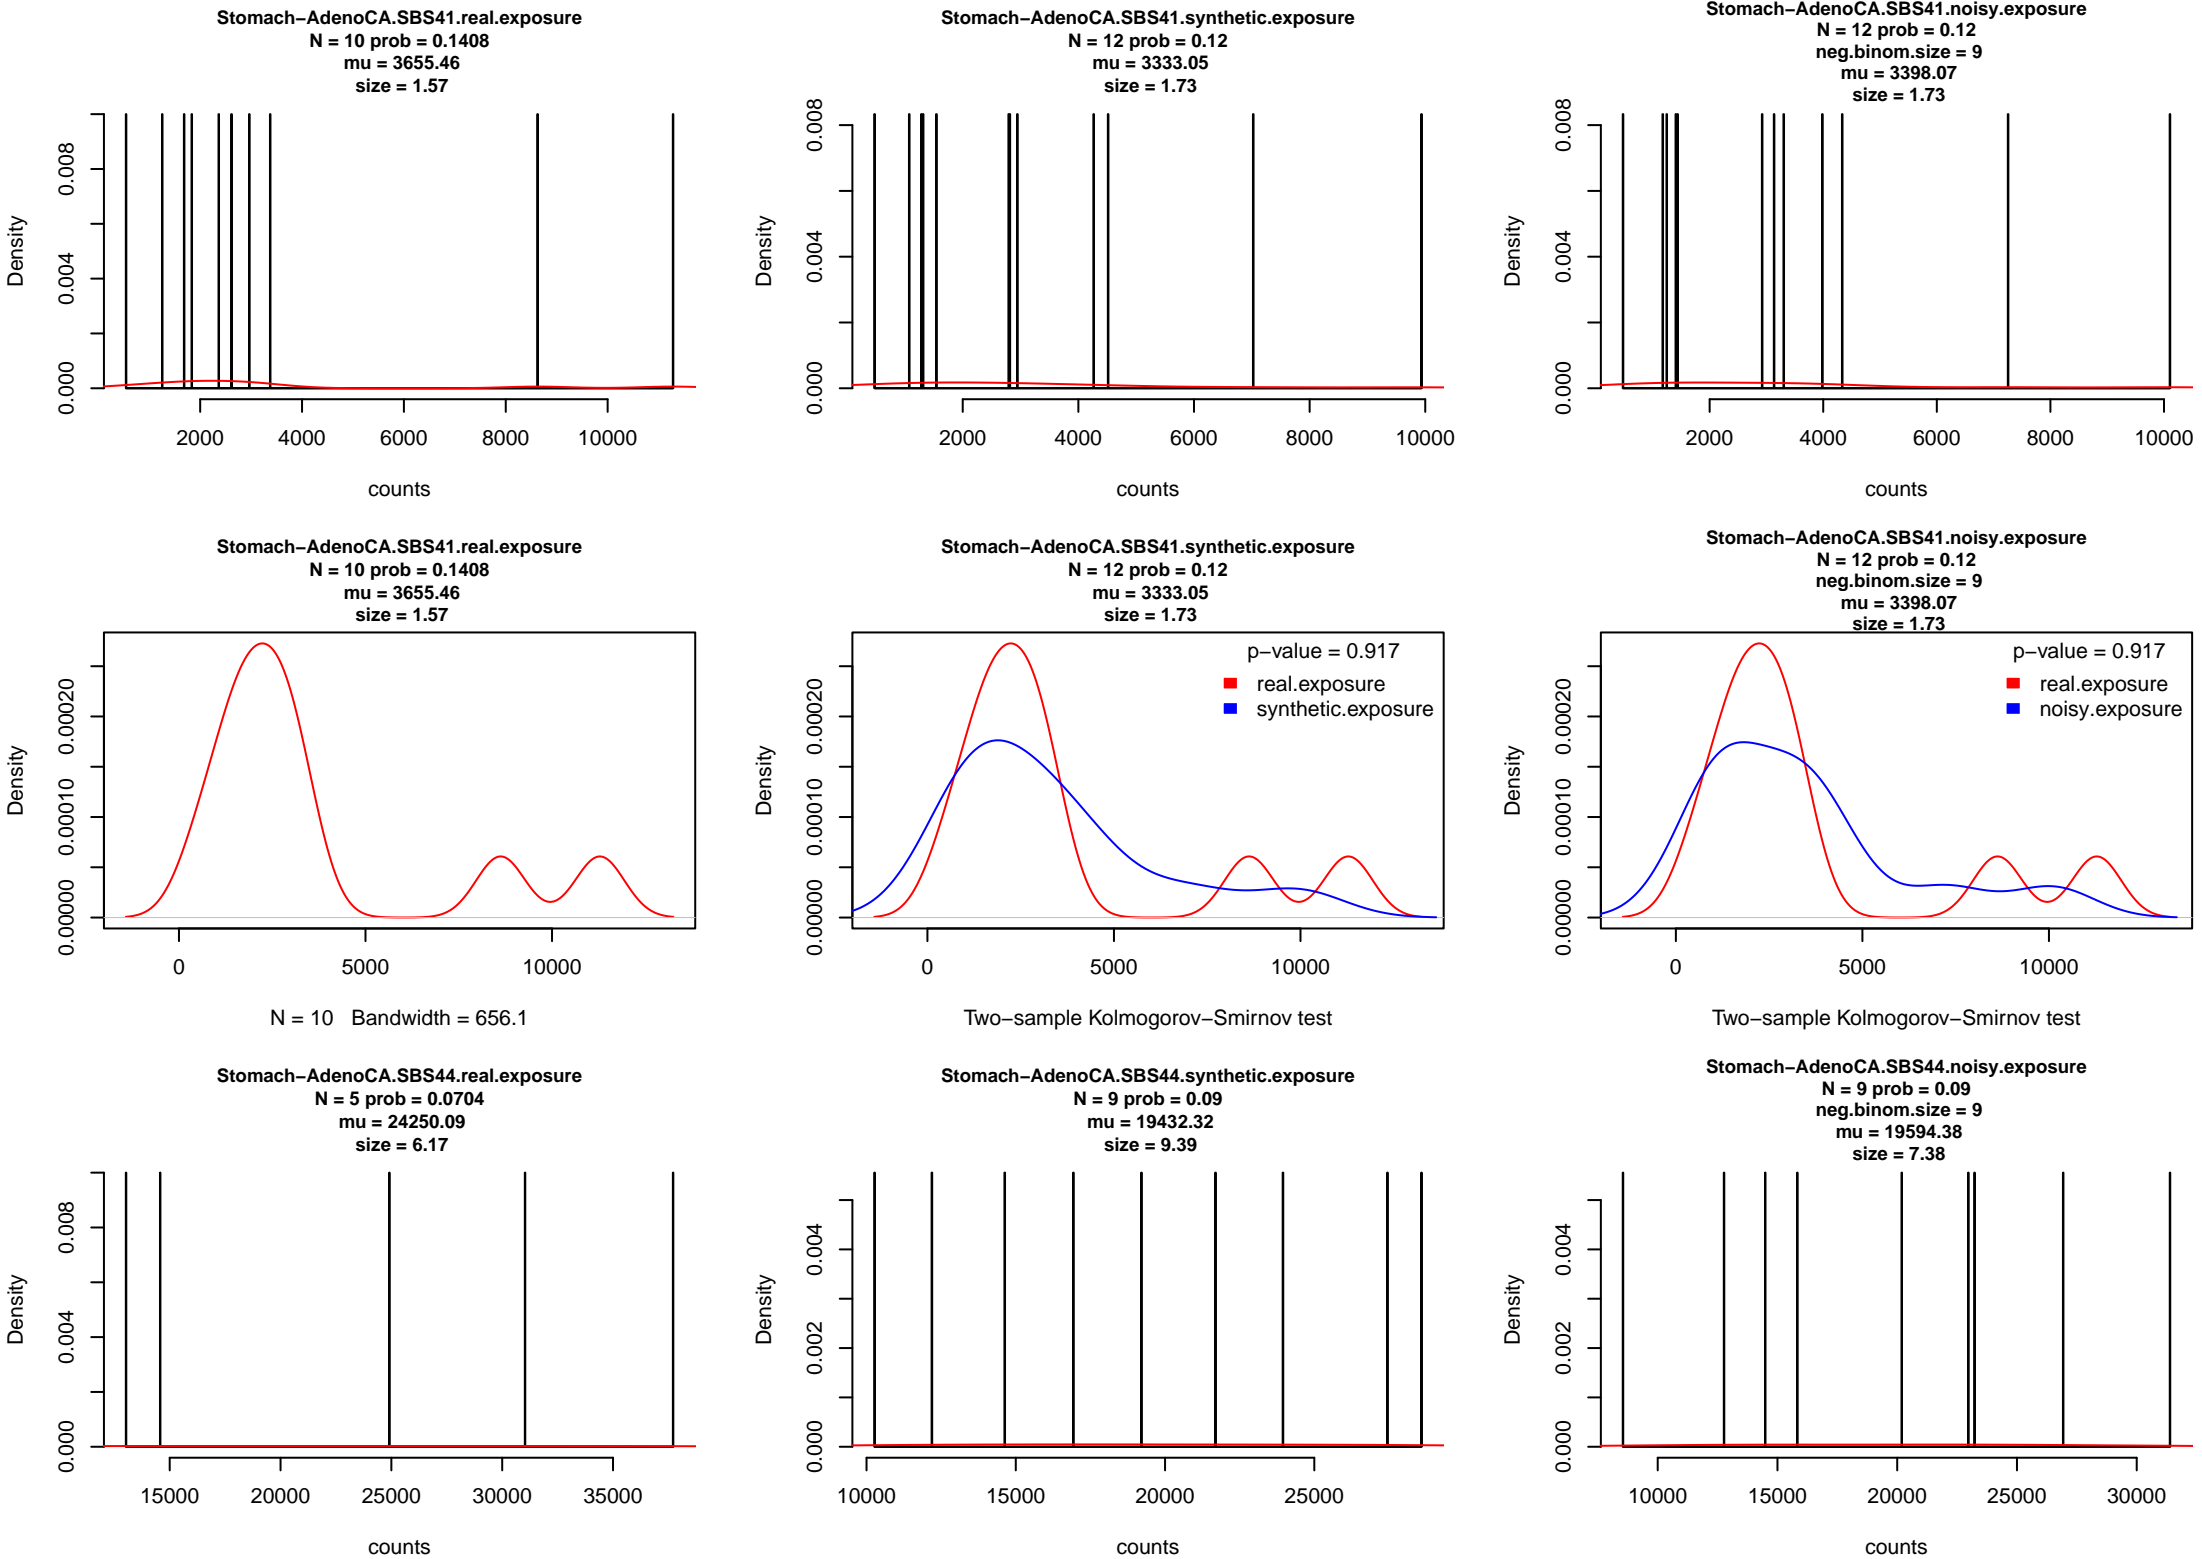 Stomach−AdenoCA.SBS41.real.exposure
N = 10 prob = 0.1408
mu = 3655.46
size = 1.57
Density
0.000
0.004
0.008
2000 4000 6000 8000 10000
counts
Stomach−AdenoCA.SBS41.synthetic.exposure
N = 12 prob = 0.12
mu = 3333.05
size = 1.73
Density
0.000
0.004
0.008
2000 4000 6000 8000 10000
counts
Stomach−AdenoCA.SBS41.noisy.exposure
N = 12 prob = 0.12
neg.binom.size = 9
mu = 3398.07
size = 1.73
Density
0.000
0.004
0.008
2000 4000 6000 8000 10000
counts
Stomach−AdenoCA.SBS41.real.exposure
N = 10 prob = 0.1408
mu = 3655.46
size = 1.57
Density
0.00000
0.00010
0.00020
0 5000 10000
N = 10 Bandwidth = 656.1
Stomach−AdenoCA.SBS41.synthetic.exposure
N = 12 prob = 0.12
mu = 3333.05
size = 1.73
p−value = 0.917
real.exposure
synthetic.exposure
Density
0.00000
0.00010
0.00020
0 5000 10000
Two−sample Kolmogorov−Smirnov test
Stomach−AdenoCA.SBS41.noisy.exposure
N = 12 prob = 0.12
neg.binom.size = 9
mu = 3398.07
size = 1.73
p−value = 0.917
real.exposure
noisy.exposure
Density
0.00000
0.00010
0.00020
0 5000 10000
Two−sample Kolmogorov−Smirnov test
Stomach−AdenoCA.SBS44.real.exposure
N = 5 prob = 0.0704
mu = 24250.09
size = 6.17
Density
0.000
0.004
0.008
15000 20000 25000 30000 35000
counts
Stomach−AdenoCA.SBS44.synthetic.exposure
N = 9 prob = 0.09
mu = 19432.32
size = 9.39
Density
0.000
0.002
0.004
10000 15000 20000 25000
counts
Stomach−AdenoCA.SBS44.noisy.exposure
N = 9 prob = 0.09
neg.binom.size = 9
mu = 19594.38
size = 7.38
Density
0.000
0.002
0.004
10000 15000 20000 25000 30000
counts